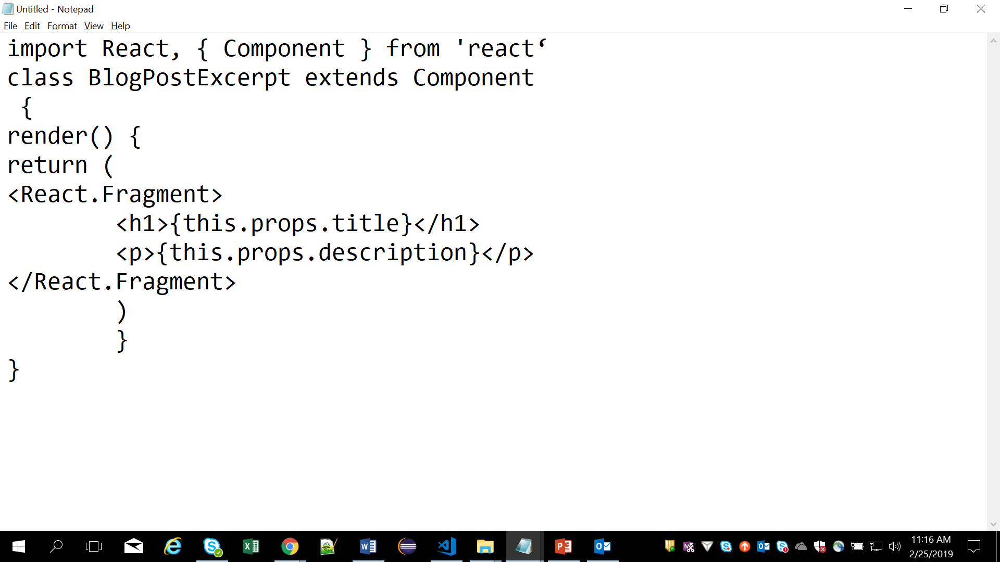 Untitled - Notepad
File Edit Format View Help
import React, { Component } from 'react‘
class BlogPostExcerpt extends Component
 {
render() {
return (
<React.Fragment>
        <h1>{this.props.title}</h1>
        <p>{this.props.description}</p>
</React.Fragment>
        )
        }
}
11:16 AM
2/25/2019